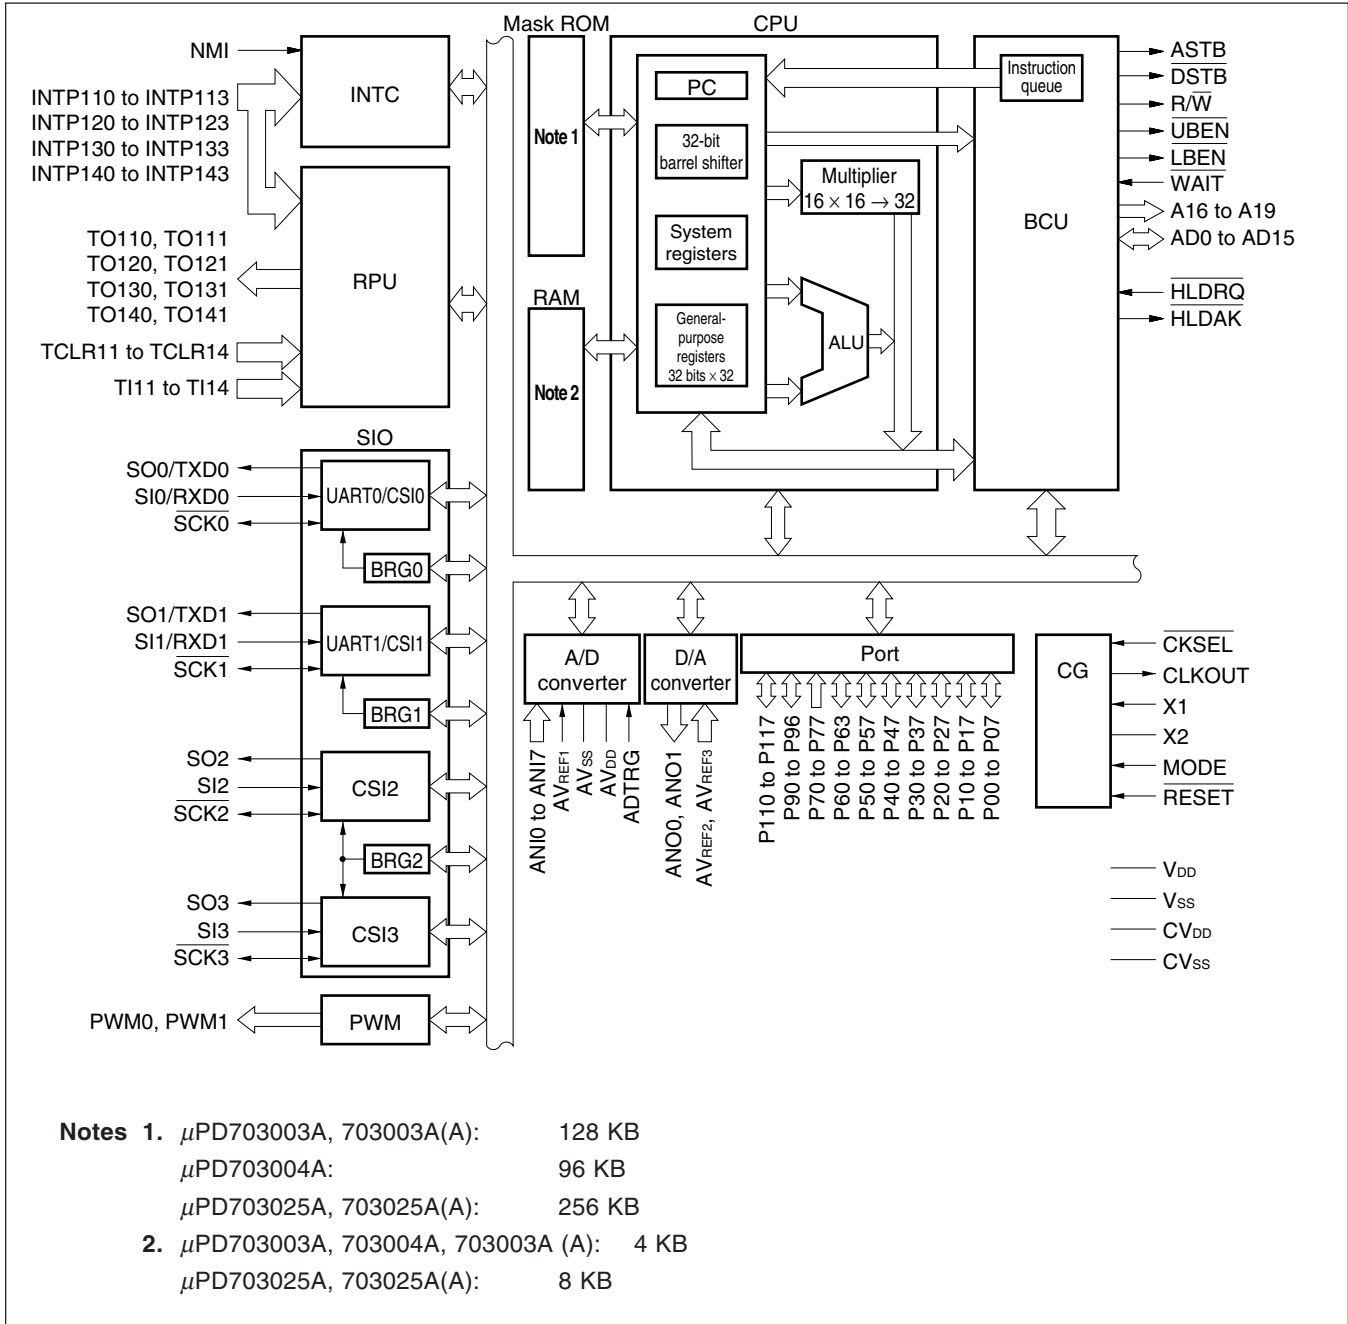 Mask ROM
CPU
NMI
INTC
INTP110 to INTP113
INTP120 to INTP123
INTP130 to INTP133
INTP140 to INTP143
TO110, TO111
TO120, TO121
TO130, TO131
TO140, TO141
RPU
TCLR11 to TCLR14
TI11 to TI14
Note 1
RAM
Note 2
PC
32-bit
barrel shifter
System
registers
General-
purpose
registers
32 bits × 32
Multiplier
16 × 16 → 32
ALU
Instruction
queue
BCU
ASTB
DSTB
R/W
UBEN
LBEN
WAIT
A16 to A19
AD0 to AD15
HLDRQ
HLDAK
SIO
SO0/TXD0
SI0/RXD0
SCK0
UART0/CSI0
BRG0
SO1/TXD1
SI1/RXD1
SCK1
UART1/CSI1
BRG1
SO2
SI2
SCK2
CSI2
BRG2
SO3
SI3
SCK3
CSI3
PWM0, PWM1
PWM
A/D
converter
D/A
converter
Port
ANI0 to ANI7
AVREF1
AVSS
AVDD
ADTRG
ANO0, ANO1
AVREF2, AVREF3
P110 to P117
P90 to P96
P70 to P77
P60 to P63
P50 to P57
P40 to P47
P30 to P37
P20 to P27
P10 to P17
P00 to P07
CG
CKSEL
CLKOUT
X1
X2
MODE
RESET
VDD
VSS
CVDD
CVSS
Notes 1. μPD703003A, 703003A(A): 128 KB
μPD703004A: 96 KB
μPD703025A, 703025A(A): 256 KB
2. μPD703003A, 703004A, 703003A (A): 4 KB
μPD703025A, 703025A(A): 8 KB